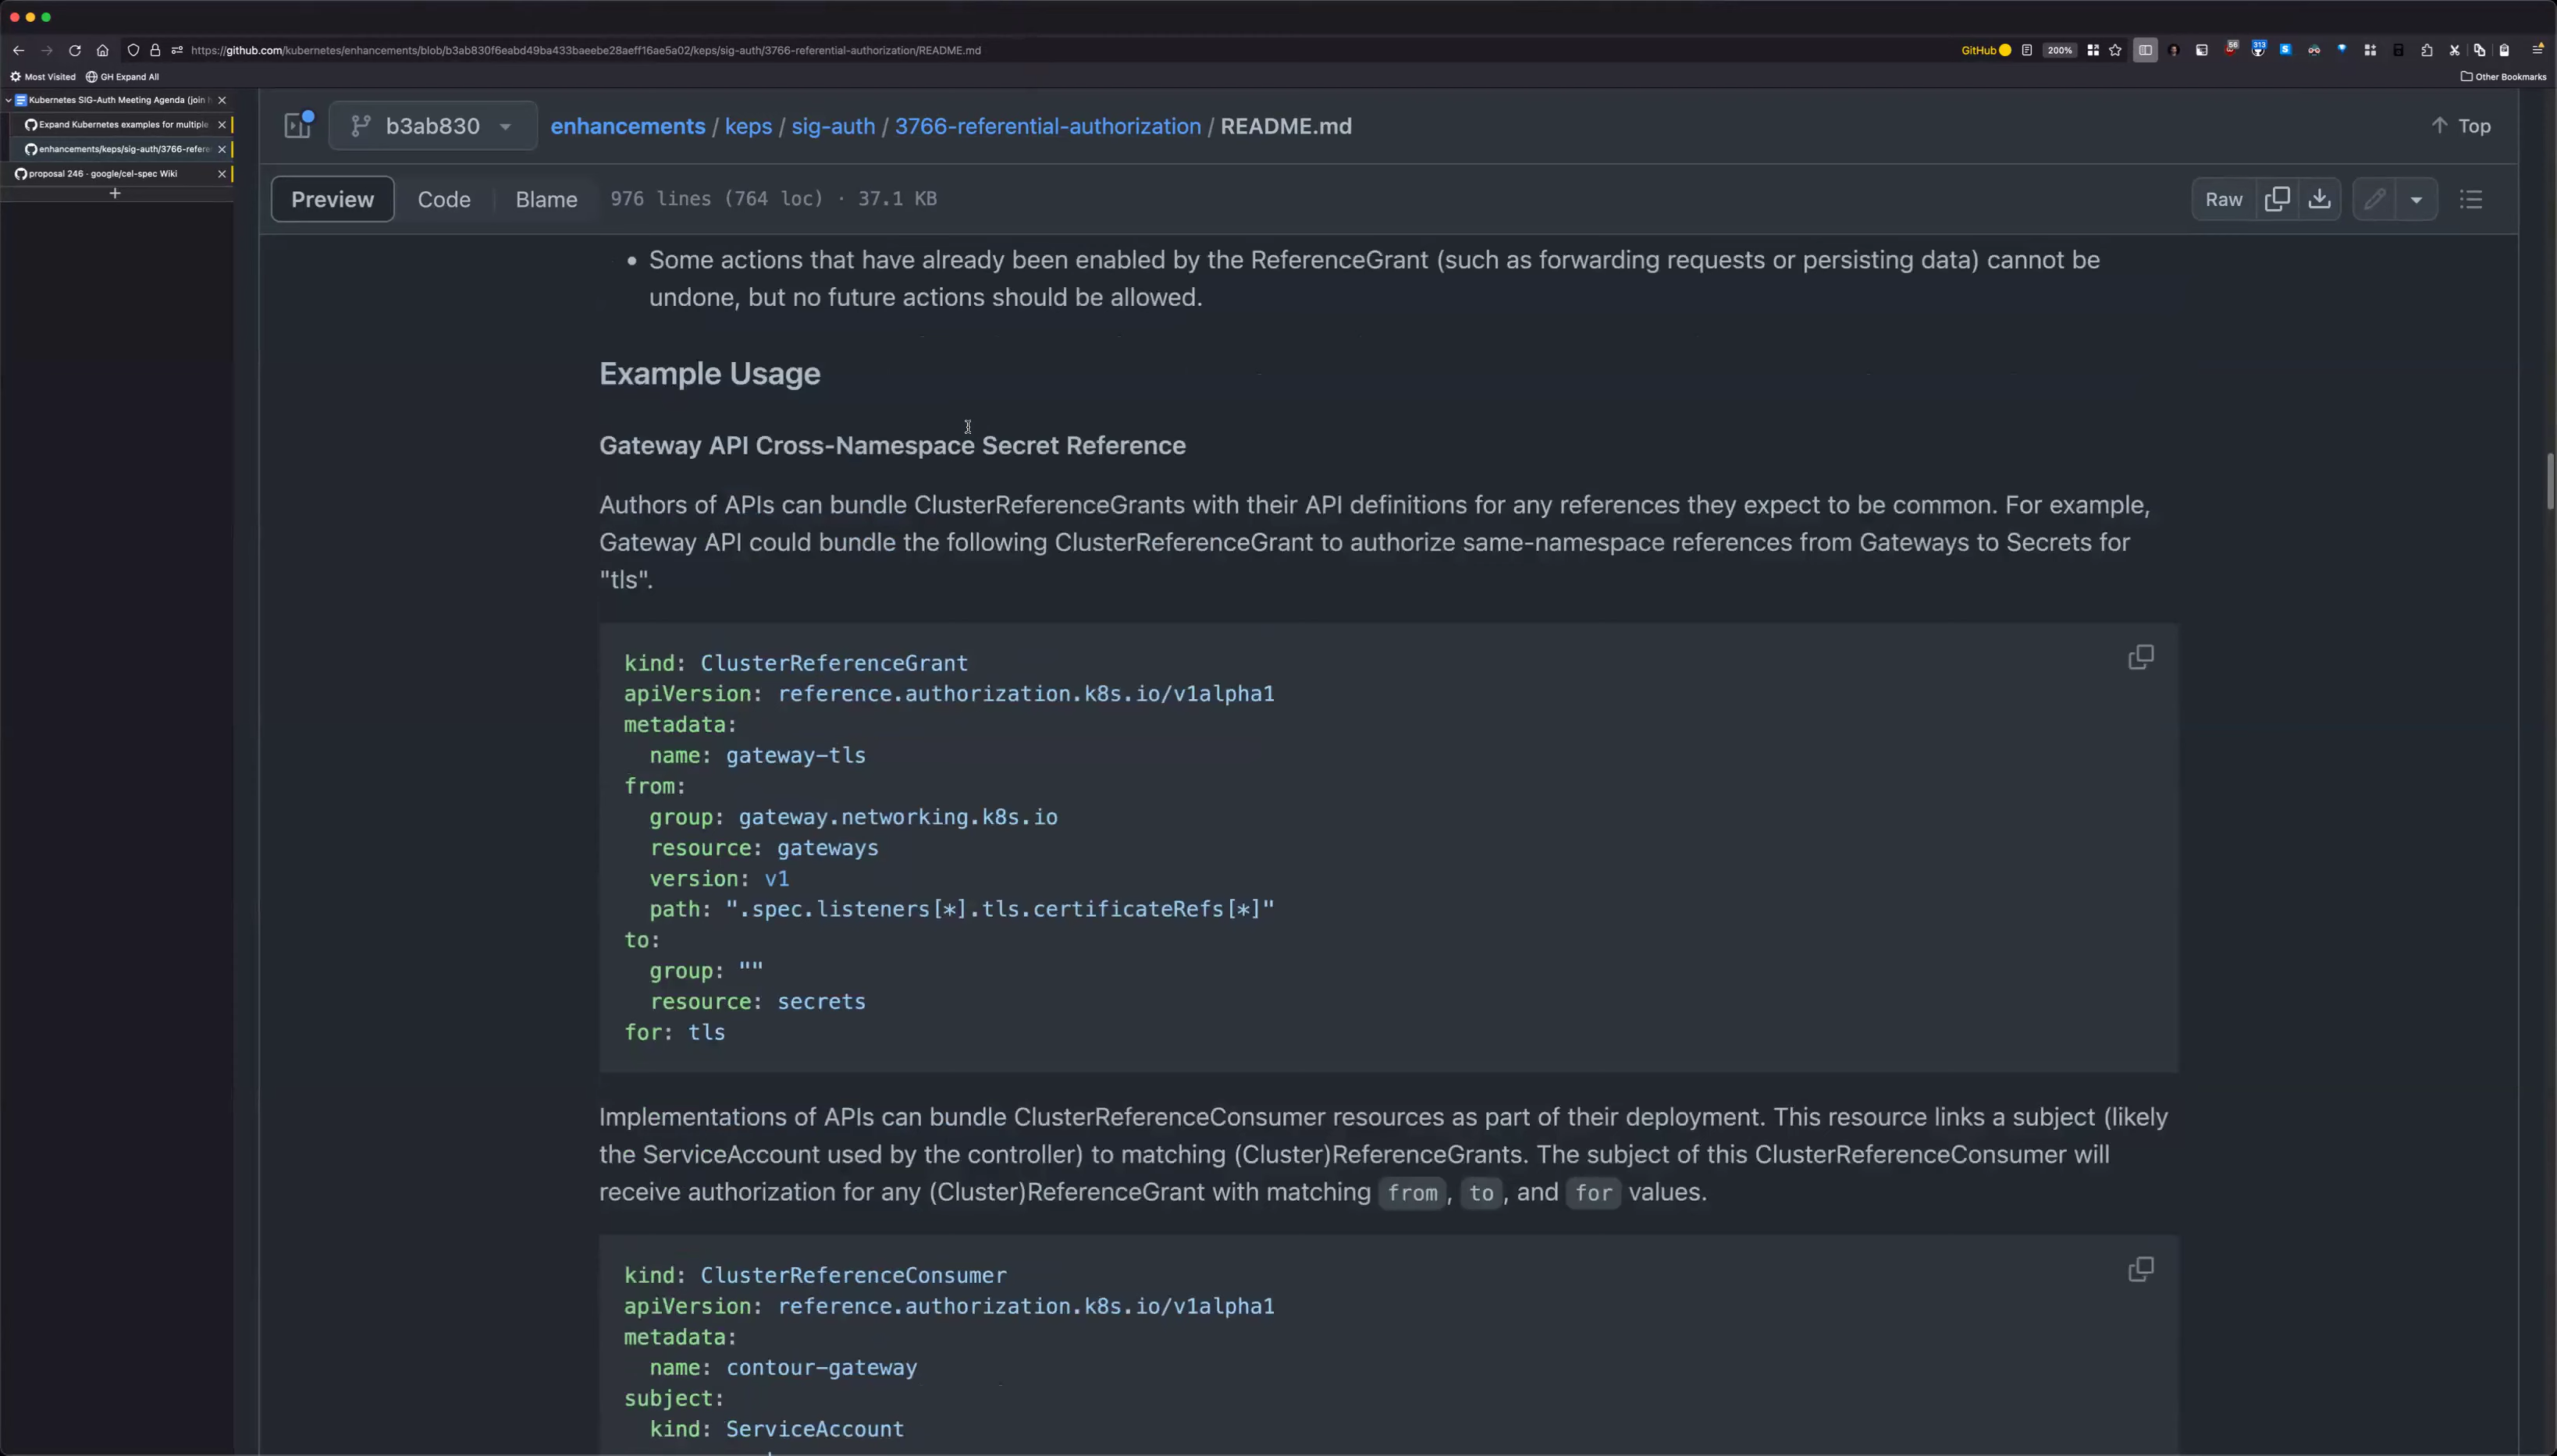 https://github.com/kubernetes/enhancements/blob/b3ab830f6eabd49ba433baeebe28aeff16ae5a02/keps/sig-auth/3766-referential-authorization/README.md
GitHub
200%
56
313
Most Visited
GH Expand All
Other Bookmarks
Kubernetes SIG-Auth Meeting Agenda (join h
Expand Kubernetes examples for multiple
enhancements/keps/sig-auth/3766-refere
proposal 246 · google/cel-spec Wiki
b3ab830
enhancements / keps / sig-auth / 3766-referential-authorization / README.md
Top
Preview
Code
Blame
976 lines (764 loc) · 37.1 KB
Raw
• Some actions that have already been enabled by the ReferenceGrant (such as forwarding requests or persisting data) cannot be
undone, but no future actions should be allowed.
Example Usage
Gateway API Cross-Namespace Secret Reference
Authors of APIs can bundle ClusterReferenceGrants with their API definitions for any references they expect to be common. For example,
Gateway API could bundle the following ClusterReferenceGrant to authorize same-namespace references from Gateways to Secrets for
"tls".
kind: ClusterReferenceGrant
apiVersion: reference.authorization.k8s.io/v1alpha1
metadata:
  name: gateway-tls
from:
  group: gateway.networking.k8s.io
  resource: gateways
  version: v1
  path: ".spec.listeners[*].tls.certificateRefs[*]"
to:
  group: ""
  resource: secrets
for: tls
Implementations of APIs can bundle ClusterReferenceConsumer resources as part of their deployment. This resource links a subject (likely
the ServiceAccount used by the controller) to matching (Cluster)ReferenceGrants. The subject of this ClusterReferenceConsumer will
receive authorization for any (Cluster)ReferenceGrant with matching from, to, and for values.
kind: ClusterReferenceConsumer
apiVersion: reference.authorization.k8s.io/v1alpha1
metadata:
  name: contour-gateway
subject:
  kind: ServiceAccount